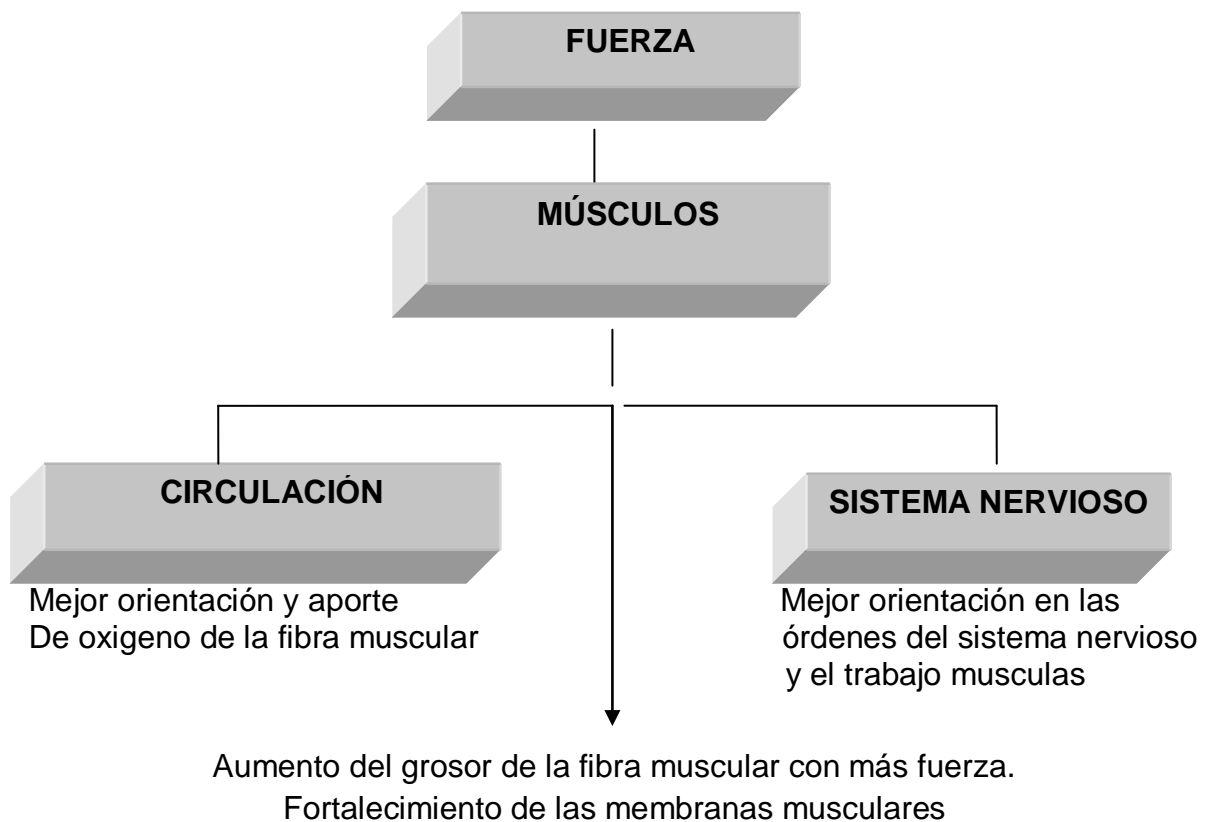 FUERZA
MÚSCULOS
CIRCULACIÓN
Mejor orientación y aporte
De oxigeno de la fibra muscular
SISTEMA NERVIOSO
Mejor orientación en las
órdenes del sistema nervioso
y el trabajo musculas
Aumento del grosor de la fibra muscular con más fuerza.
Fortalecimiento de las membranas musculares